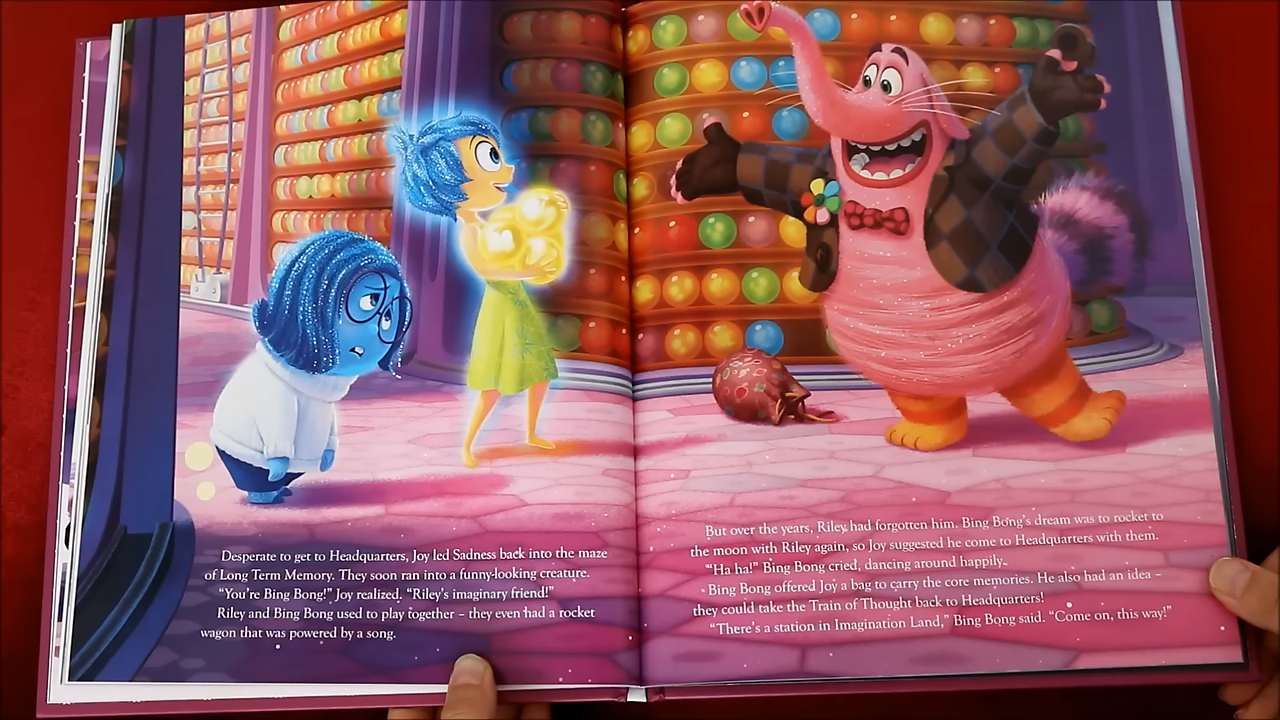 Desperate to get to Headquarters, Joy led Sadness back into the maze
of Long Term Memory. They soon ran into a funny-looking creature.
“You’re Bing Bong!” Joy realized. “Riley’s imaginary friend!”
Riley and Bing Bong used to play together – they even had a rocket
wagon that was powered by a song.
But over the years, Riley had forgotten him. Bing Bong’s dream was to rocket to
the moon with Riley again, so Joy suggested he come to Headquarters with them.
“Ha ha!” Bing Bong cried, dancing around happily.
Bing Bong offered Joy a bag to carry the core memories. He also had an idea –
they could take the Train of Thought back to Headquarters!
“There’s a station in Imagination Land,” Bing Bong said. “Come on, this way!”